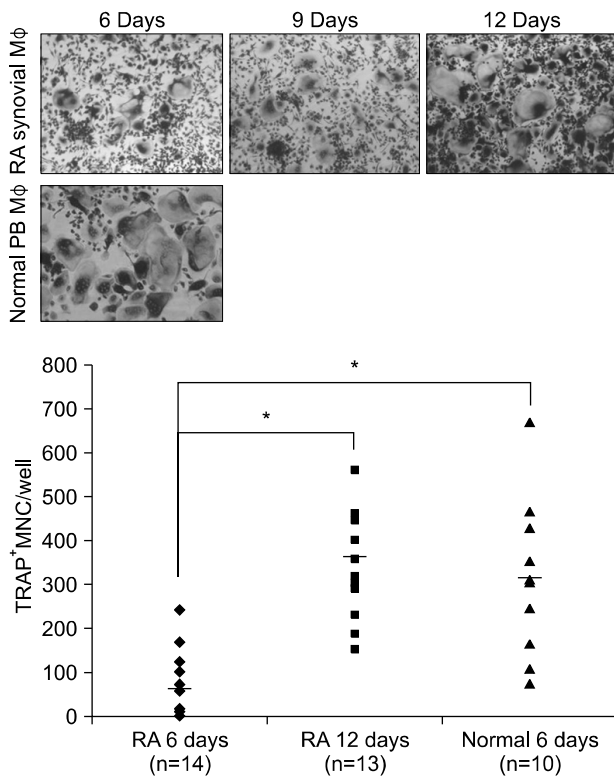 6 Days 9 Days 12 Days
RA synovial Mϕ
Normal PB Mϕ
800
700
600
500
400
300
200
100
0
TRAP⁺MNC/well
*
*
RA 6 days RA 12 days Normal 6 days
(n=14) (n=13) (n=10)